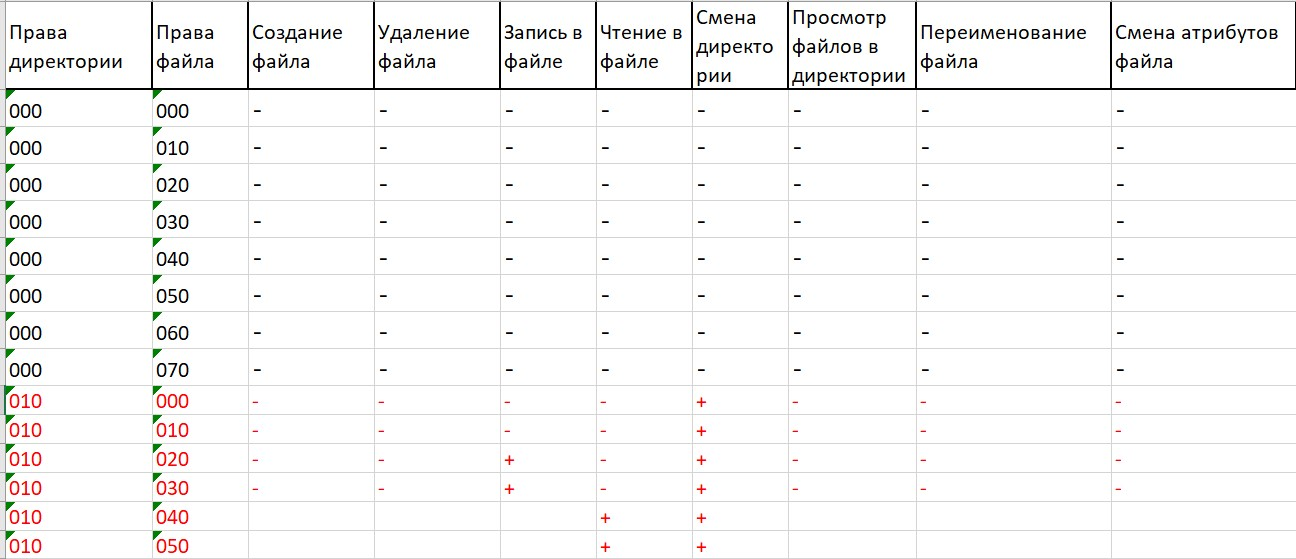 Права директории | Права файла | Создание файла | Удаление файла | Запись в файле | Чтение в файле | Смена директо рии | Просмотр файлов в директории | Переименование файла | Смена атрибутов файла
000 | 000 | - | - | - | - | - | - | - | -
000 | 010 | - | - | - | - | - | - | - | -
000 | 020 | - | - | - | - | - | - | - | -
000 | 030 | - | - | - | - | - | - | - | -
000 | 040 | - | - | - | - | - | - | - | -
000 | 050 | - | - | - | - | - | - | - | -
000 | 060 | - | - | - | - | - | - | - | -
000 | 070 | - | - | - | - | - | - | - | -
010 | 000 | - | - | - | - | + | - | - | -
010 | 010 | - | - | - | - | + | - | - | -
010 | 020 | - | - | + | - | + | - | - | -
010 | 030 | - | - | + | - | + | - | - | -
010 | 040 | | | | + | + | | |
010 | 050 | | | | + | + | | |